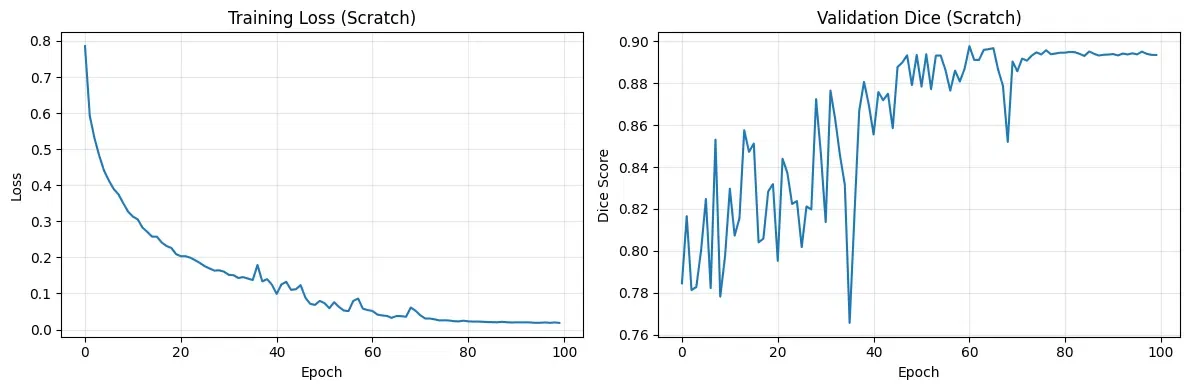 Training Loss (Scratch)
0.8
0.7
0.6
0.5
0.4
0.3
0.2
0.1
0.0
Loss
0 20 40 60 80 100
Epoch
Validation Dice (Scratch)
0.90
0.88
0.86
0.84
0.82
0.80
0.78
0.76
Dice Score
0 20 40 60 80 100
Epoch